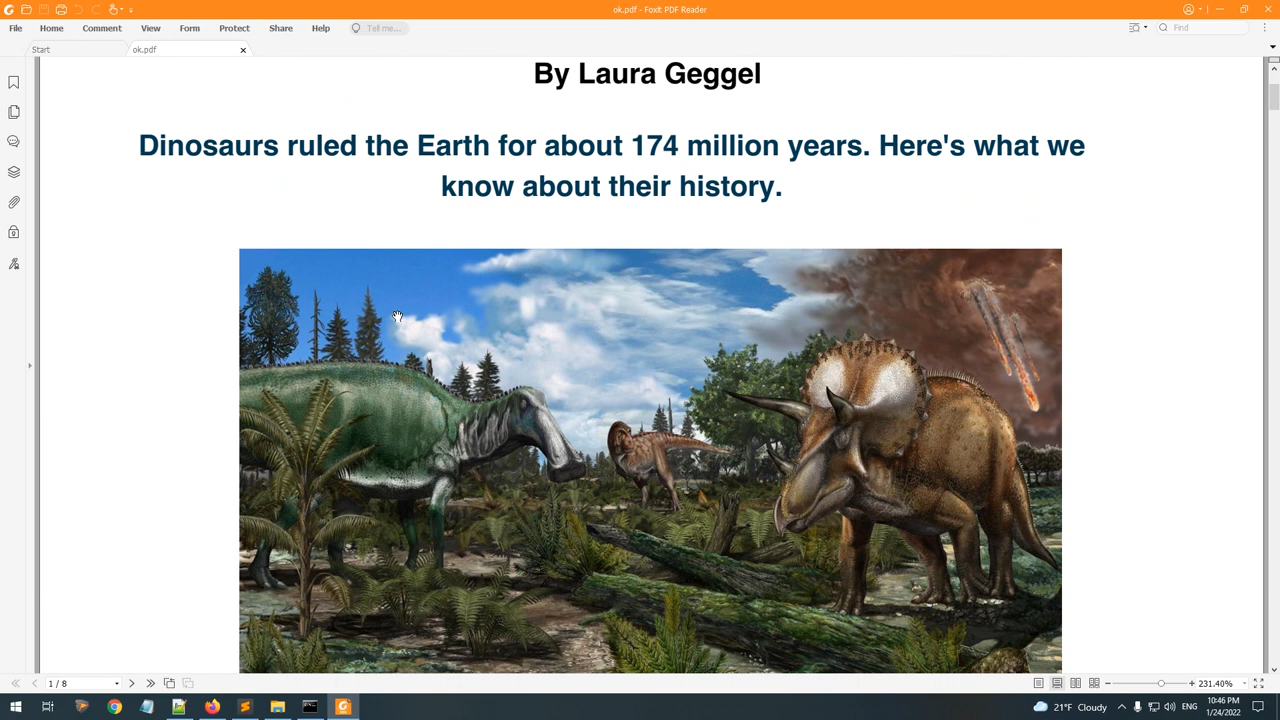 ok.pdf - Foxit PDF Reader
File Home Comment View Form Protect Share Help Tell me... Find
Start ok.pdf
By Laura Geggel
Dinosaurs ruled the Earth for about 174 million years. Here's what we
know about their history.
1 / 8 231.40%
21°F Cloudy ENG 10:46 PM
1/24/2022